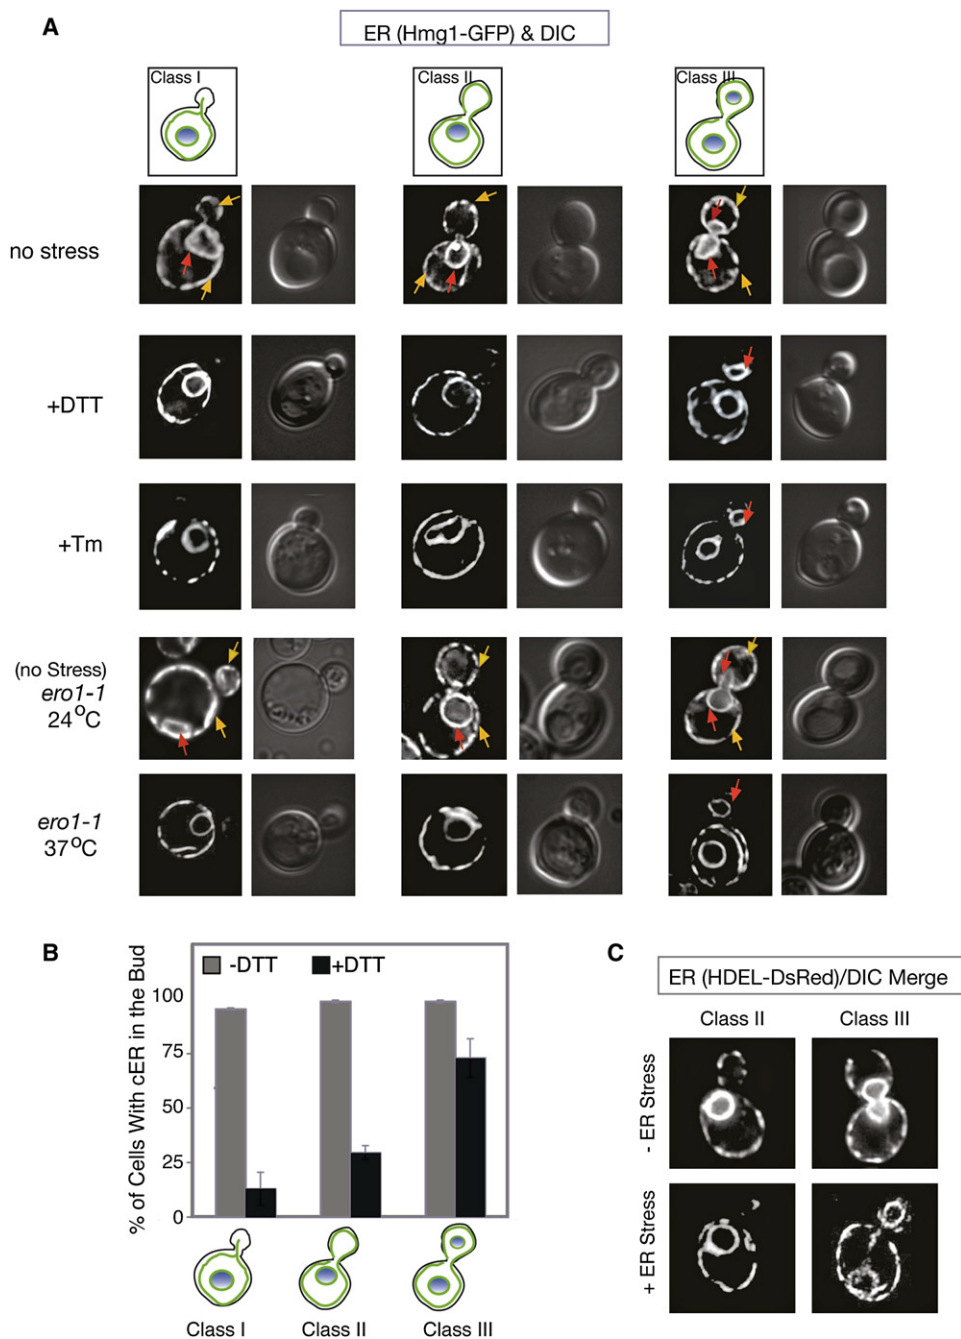 A
ER (Hmg1-GFP) & DIC
Class I
Class II
Class III
no stress
+DTT
+Tm
(no Stress)
ero1-1
24°C
ero1-1
37°C
B
% of Cells With cER in the Bud
-DTT
+DTT
100
75
50
25
0
Class I
Class II
Class III
C
ER (HDEL-DsRed)/DIC Merge
Class II
Class III
- ER Stress
+ ER Stress